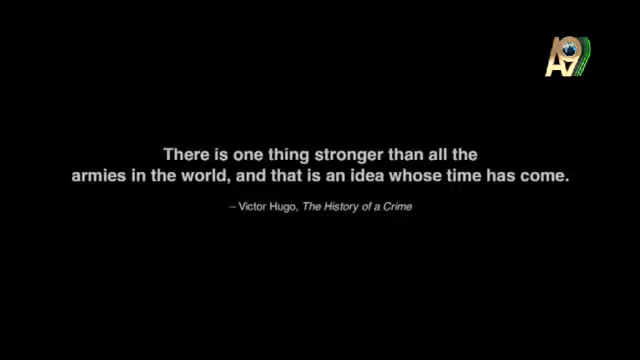 A9
There is one thing stronger than all the
armies in the world, and that is an idea whose time has come.
– Victor Hugo, The History of a Crime